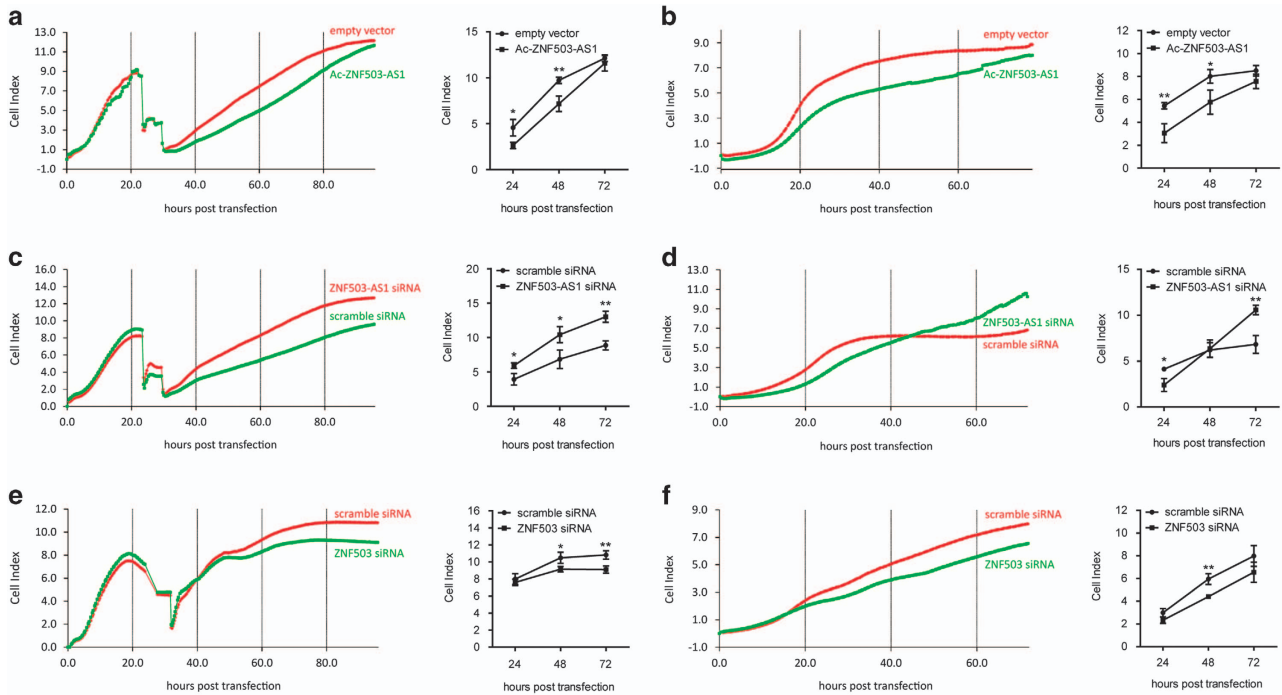 a
13.0
11.0
9.0
7.0
5.0
3.0
1.0
-1.0
Cell Index
0.0 20.0 40.0 60.0 80.0
hours post transfection
empty vector
Ac-ZNF503-AS1
15
10
5
0
Cell Index
empty vector
Ac-ZNF503-AS1
*
**
24 48 72
hours post transfection
b
9.0
7.0
5.0
3.0
1.0
-1.0
Cell Index
0.0 20.0 40.0 60.0
hours post transfection
empty vector
Ac-ZNF503-AS1
12
10
8
6
4
2
0
Cell Index
empty vector
Ac-ZNF503-AS1
**
*
24 48 72
hours post transfection
c
16.0
14.0
12.0
10.0
8.0
6.0
4.0
2.0
0.0
Cell Index
0.0 20.0 40.0 60.0 80.0
hours post transfection
ZNF503-AS1 siRNA
scramble siRNA
20
15
10
5
0
Cell Index
scramble siRNA
ZNF503-AS1 siRNA
*
*
**
24 48 72
hours post transfection
d
13.0
11.0
9.0
7.0
5.0
3.0
1.0
-1.0
Cell Index
0.0 20.0 40.0 60.0
hours post transfection
ZNF503-AS1 siRNA
scramble siRNA
15
10
5
0
Cell Index
scramble siRNA
ZNF503-AS1 siRNA
*
**
24 48 72
hours post transfection
e
12.0
10.0
8.0
6.0
4.0
2.0
0.0
Cell Index
0.0 20.0 40.0 60.0 80.0
hours post transfection
scramble siRNA
ZNF503 siRNA
16
14
12
10
8
6
4
2
0
Cell Index
scramble siRNA
ZNF503 siRNA
*
**
24 48 72
hours post transfection
f
9.0
7.0
5.0
3.0
1.0
-1.0
Cell Index
0.0 20.0 40.0 60.0
hours post transfection
scramble siRNA
ZNF503 siRNA
12
10
8
6
4
2
0
Cell Index
scramble siRNA
ZNF503 siRNA
**
24 48 72
hours post transfection